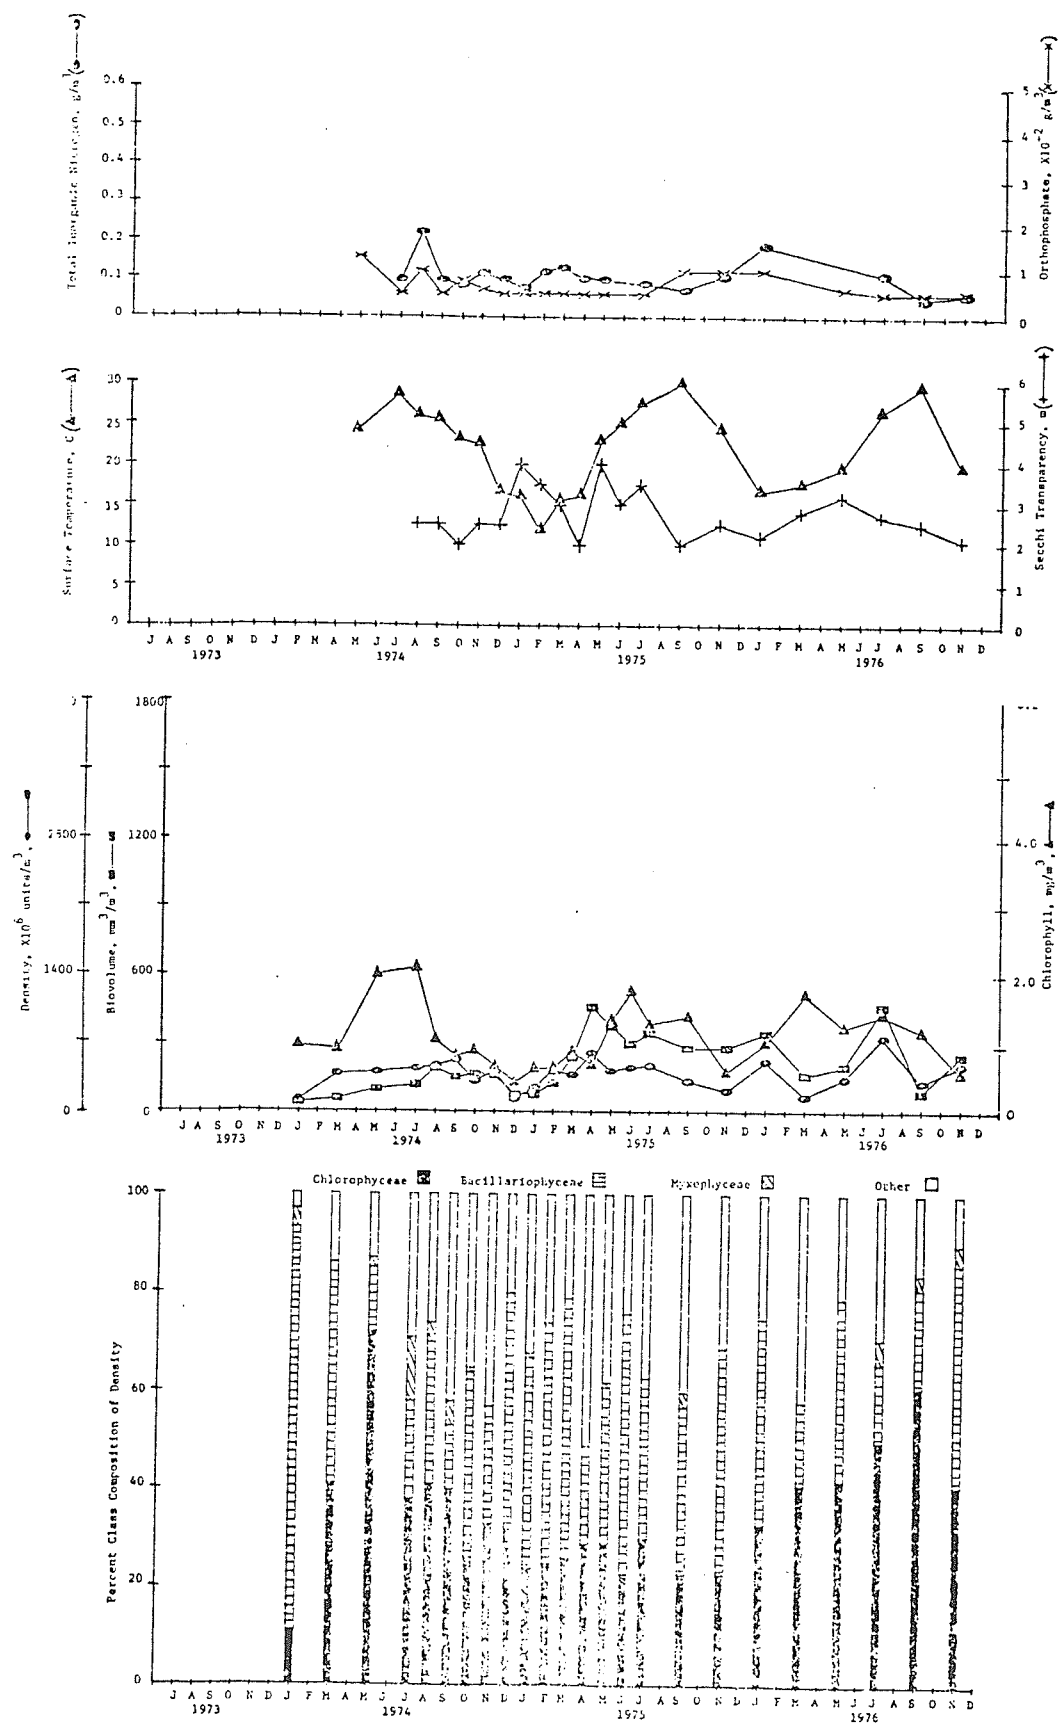 Total Inorganic Nitrogen, g/m3
0.6
0.5
0.4
0.3
0.2
0.1
0
Orthophosphate, X10-2 g/m3
5
4
3
2
1
0
Surface Temperature, C
30
25
20
15
10
5
0
Secchi Transparency, m
6
5
4
3
2
1
0
J A S O N D J F M A M J J A S O N D J F M A M J J A S O N D J F M A M J J A S O N D
1973 1974 1975 1976
Density, X106 units/m3,
1400
0
Biovolume, mm3/m3,
1800
1200
600
0
Chlorophyll, mg/m3,
4.0
2.0
0
J A S O N D J F M A M J J A S O N D J F M A M J J A S O N D J F M A M J J A S O N D
1973 1974 1975 1976
Chlorophyceae Bacillariophyceae Myxophyceae Other
Percent Class Composition of Density
100
80
60
40
20
0
J A S O N D J F M A M J J A S O N D J F M A M J J A S O N D J F M A M J J A S O N D
1973 1974 1975 1976